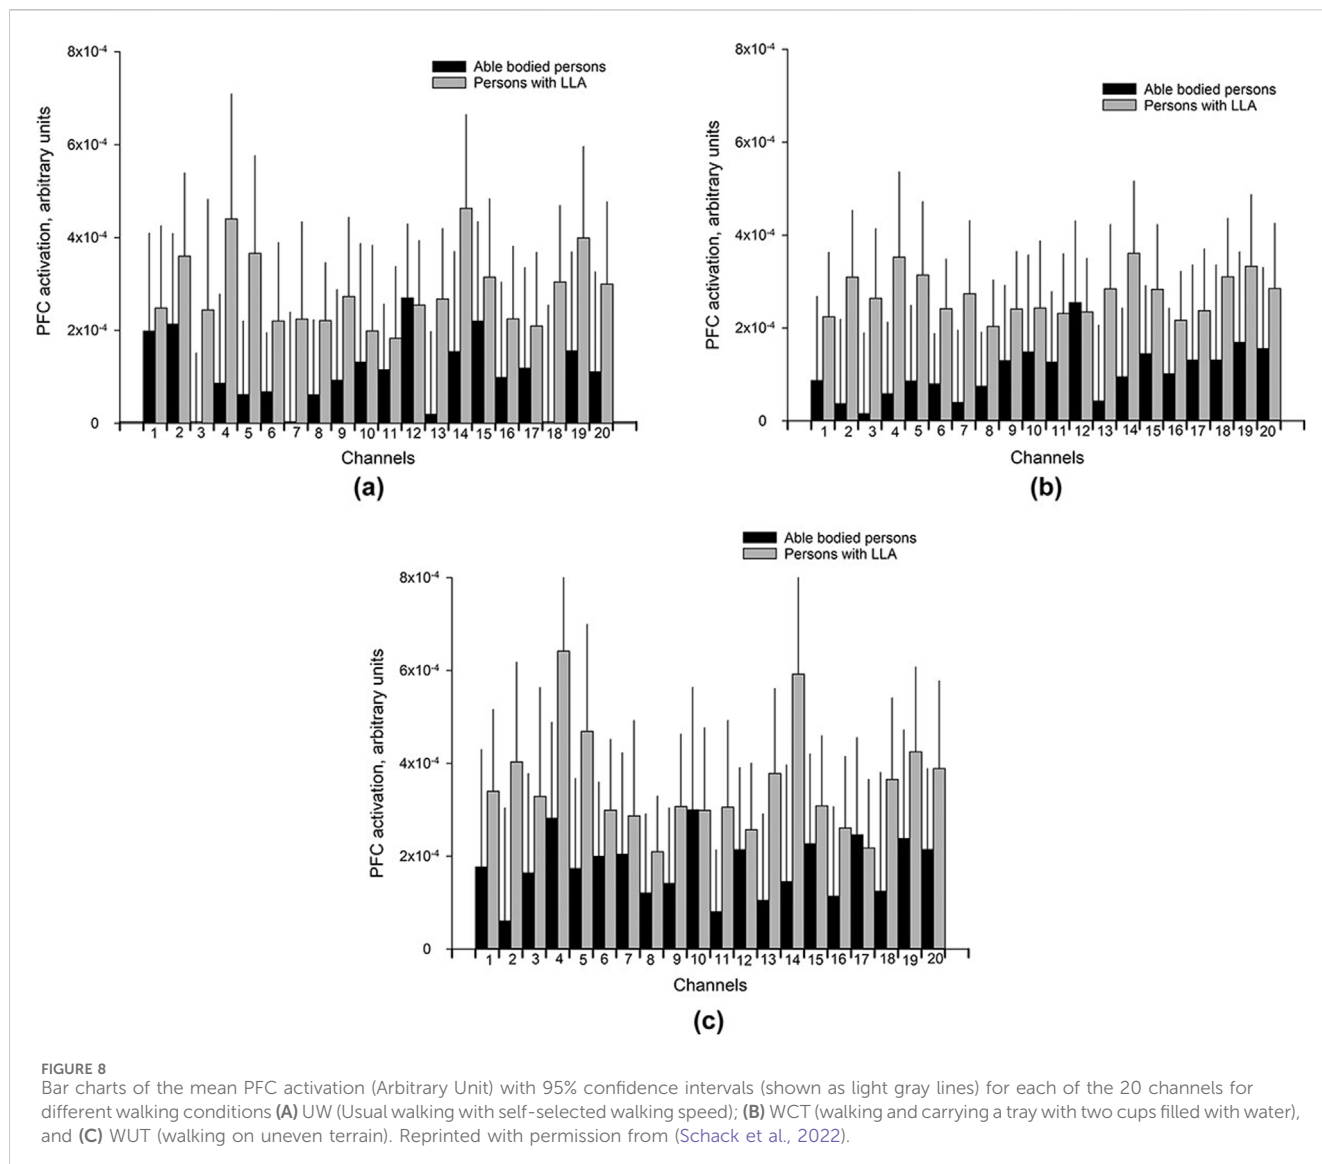 8x10-4
6x10-4
4x10-4
2x10-4
0
PFC activation, arbitrary units
Able bodied persons
Persons with LLA
1 2 3 4 5 6 7 8 9 10 11 12 13 14 15 16 17 18 19 20
Channels
(a)
8x10-4
6x10-4
4x10-4
2x10-4
0
PFC activation, arbitrary units
Able bodied persons
Persons with LLA
1 2 3 4 5 6 7 8 9 10 11 12 13 14 15 16 17 18 19 20
Channels
(b)
Able bodied persons
Persons with LLA
8x10-4
6x10-4
4x10-4
2x10-4
0
PFC activation, arbitrary units
1 2 3 4 5 6 7 8 9 10 11 12 13 14 15 16 17 18 19 20
Channels
(c)
FIGURE 8
Bar charts of the mean PFC activation (Arbitrary Unit) with 95% confidence intervals (shown as light gray lines) for each of the 20 channels for
different walking conditions (A) UW (Usual walking with self-selected walking speed); (B) WCT (walking and carrying a tray with two cups filled with water),
and (C) WUT (walking on uneven terrain). Reprinted with permission from (Schack et al., 2022).